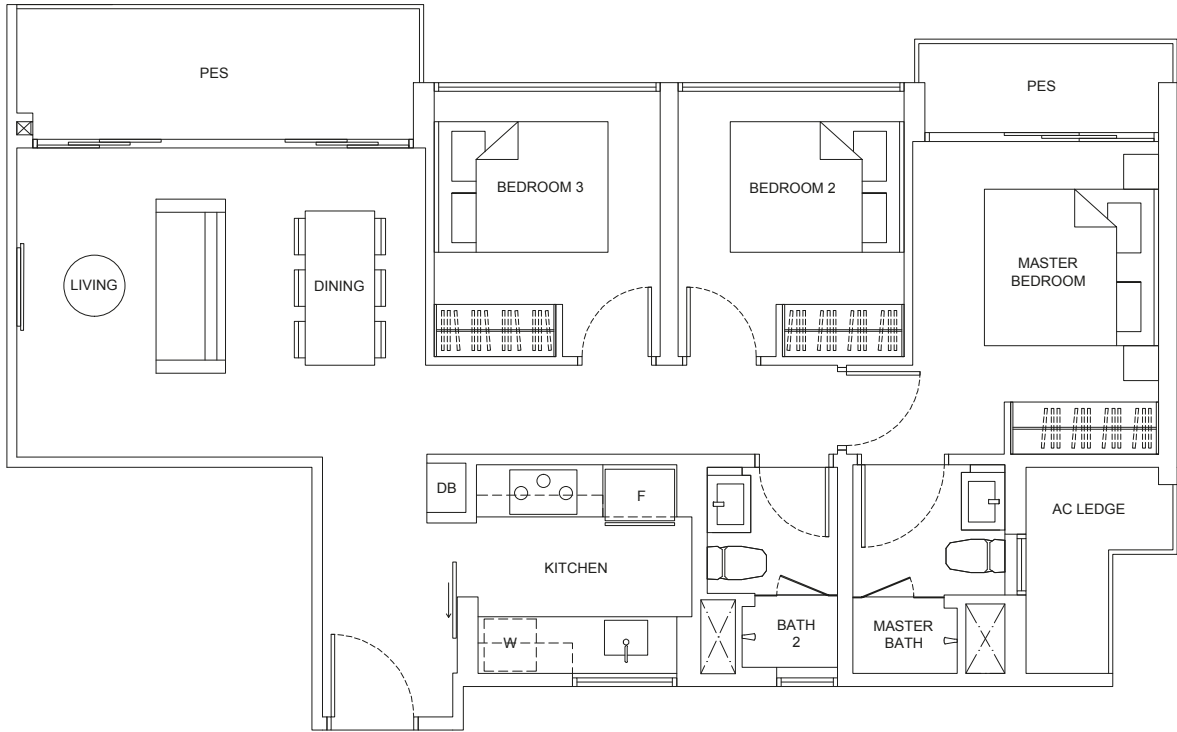 PES
PES
BEDROOM 3
BEDROOM 2
MASTER
BEDROOM
LIVING
DINING
DB
F
AC LEDGE
KITCHEN
W
BATH
2
MASTER
BATH